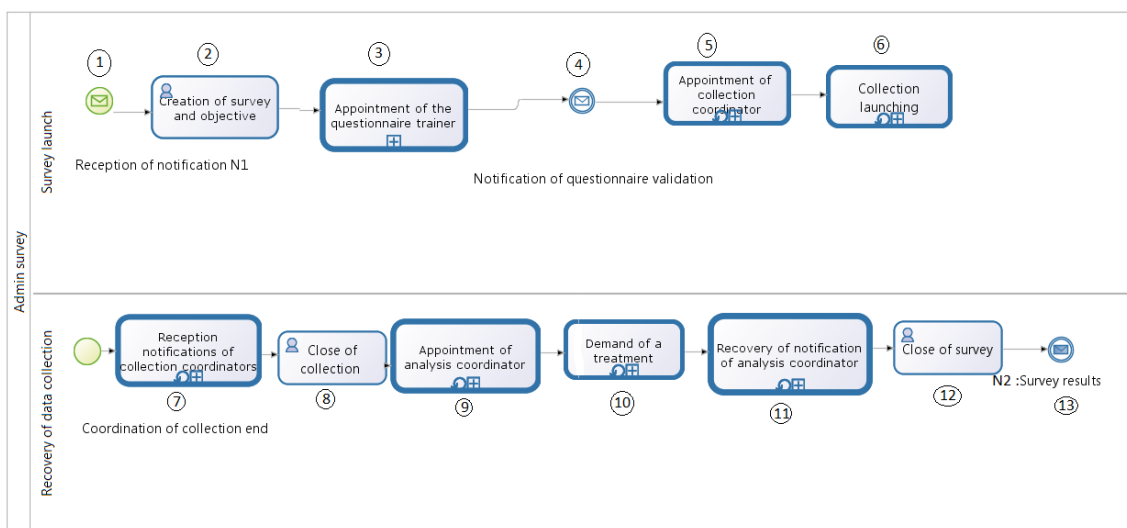 Admin survey
Survey launch
1
2
3
4
5
6
Creation of survey
and objective
Appointment of the
questionnaire trainer
Appointment of
collection
coordinator
Collection
launching
Reception of notification N1
Notification of questionnaire validation
Recovery of data collection
Reception
notifications of
collection coordinators
Close of
collection
Appointment of
analysis coordinator
Demand of a
treatment
Recovery of notification
of analysis coordinator
Close of survey
N2 :Survey results
7
8
9
10
11
12
13
Coordination of collection end